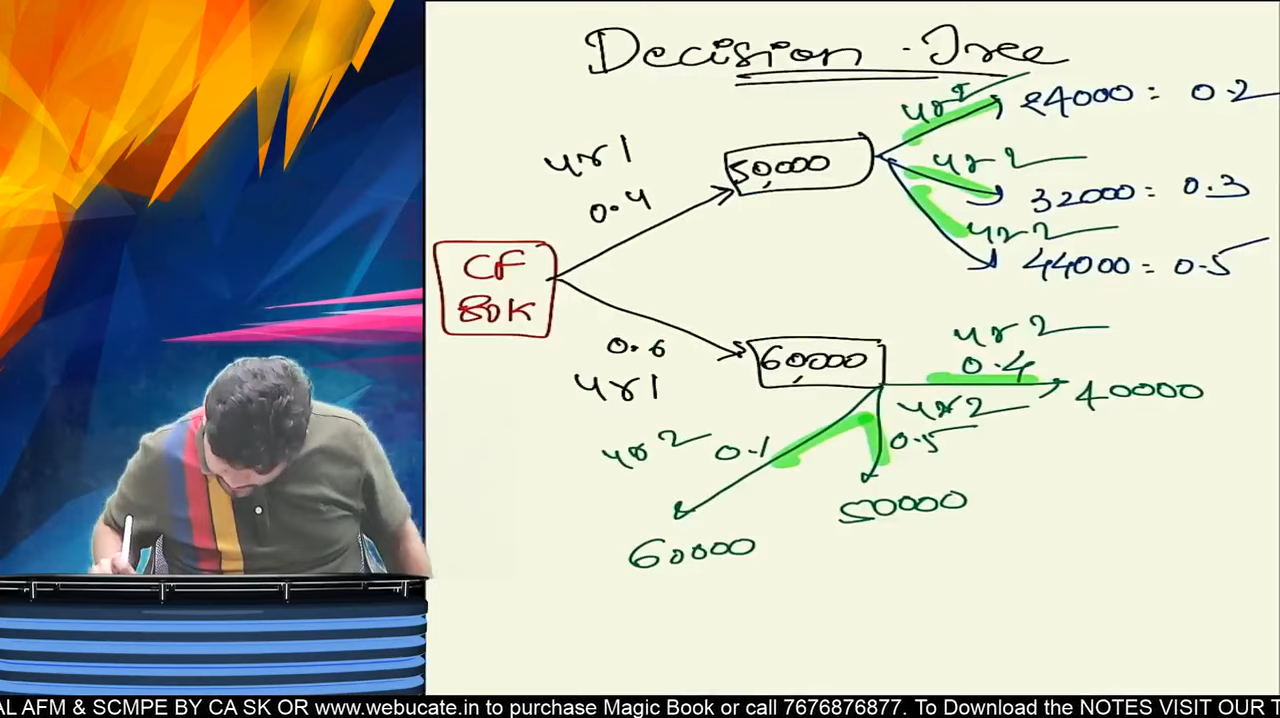 Decision Tree
yr 2
24000 = 0.2
yr 1
50,000
yr 2
0.4
32000 = 0.3
yr 2
CF
80K
44000 = 0.5
yr 2
0.6
60,000
0.4
yr 1
40000
yr 2
yr 2
0.1
0.5
50000
60000
AL AFM & SCMPE BY CA SK OR www.webucate.in to purchase Magic Book or call 7676876877. To Download the NOTES VISIT OUR T